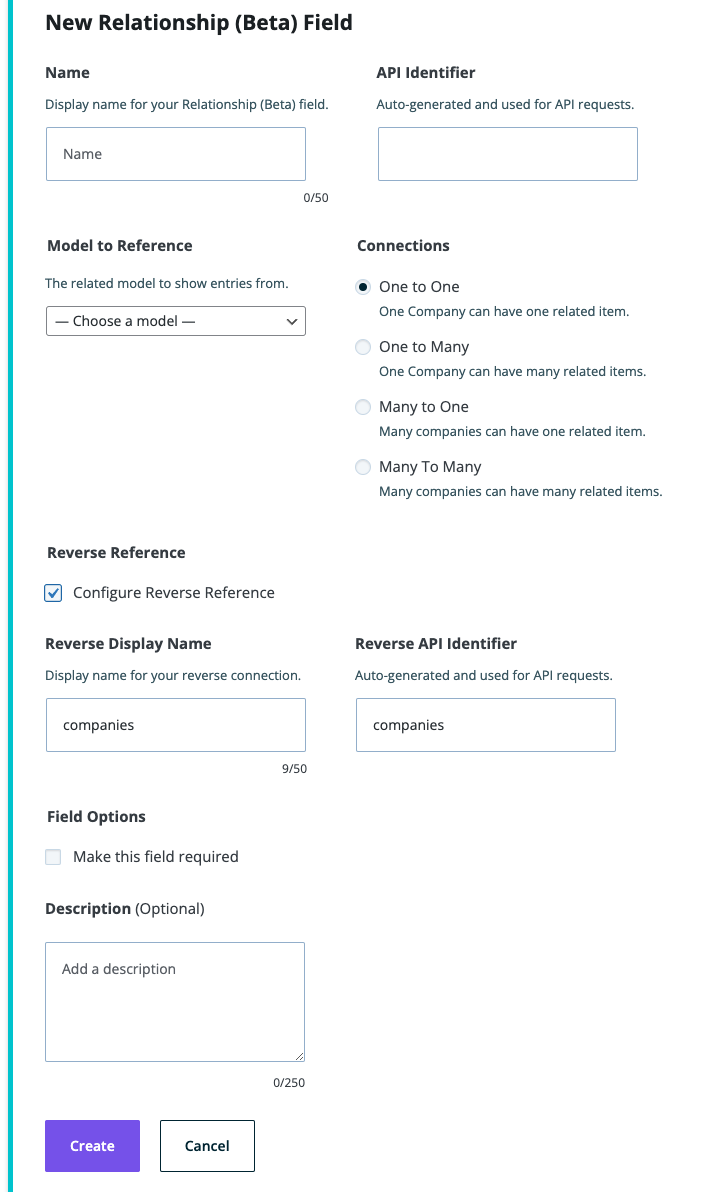 New Relationship (Beta) Field
Name
API Identifier
Display name for your Relationship (Beta) field.
Auto-generated and used for API requests.
Name
0/50
Model to Reference
Connections
The related model to show entries from.
— Choose a model —
One to One
One Company can have one related item.
One to Many
One Company can have many related items.
Many to One
Many companies can have one related item.
Many To Many
Many companies can have many related items.
Reverse Reference
Configure Reverse Reference
Reverse Display Name
Reverse API Identifier
Display name for your reverse connection.
Auto-generated and used for API requests.
companies
companies
9/50
Field Options
Make this field required
Description (Optional)
Add a description
0/250
Create
Cancel